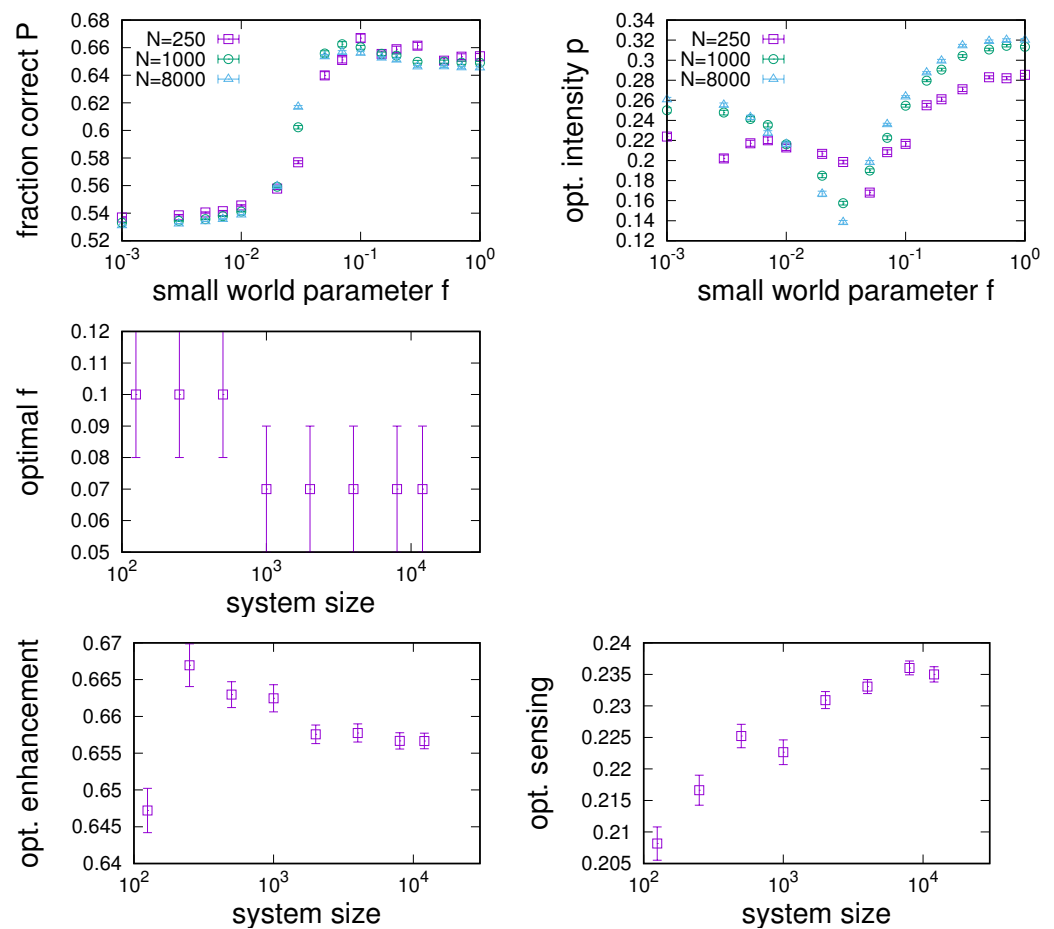 fraction correct P
0.68
0.66
0.64
0.62
0.6
0.58
0.56
0.54
0.52
N=250
N=1000
N=8000
10^-3 10^-2 10^-1 10^0
small world parameter f
opt. intensity p
0.34
0.32
0.3
0.28
0.26
0.24
0.22
0.2
0.18
0.16
0.14
0.12
N=250
N=1000
N=8000
10^-3 10^-2 10^-1 10^0
small world parameter f
optimal f
0.12
0.11
0.1
0.09
0.08
0.07
0.06
0.05
10^2 10^3 10^4
system size
opt. enhancement
0.67
0.665
0.66
0.655
0.65
0.645
0.64
10^2 10^3 10^4
system size
opt. sensing
0.24
0.235
0.23
0.225
0.22
0.215
0.21
0.205
10^2 10^3 10^4
system size